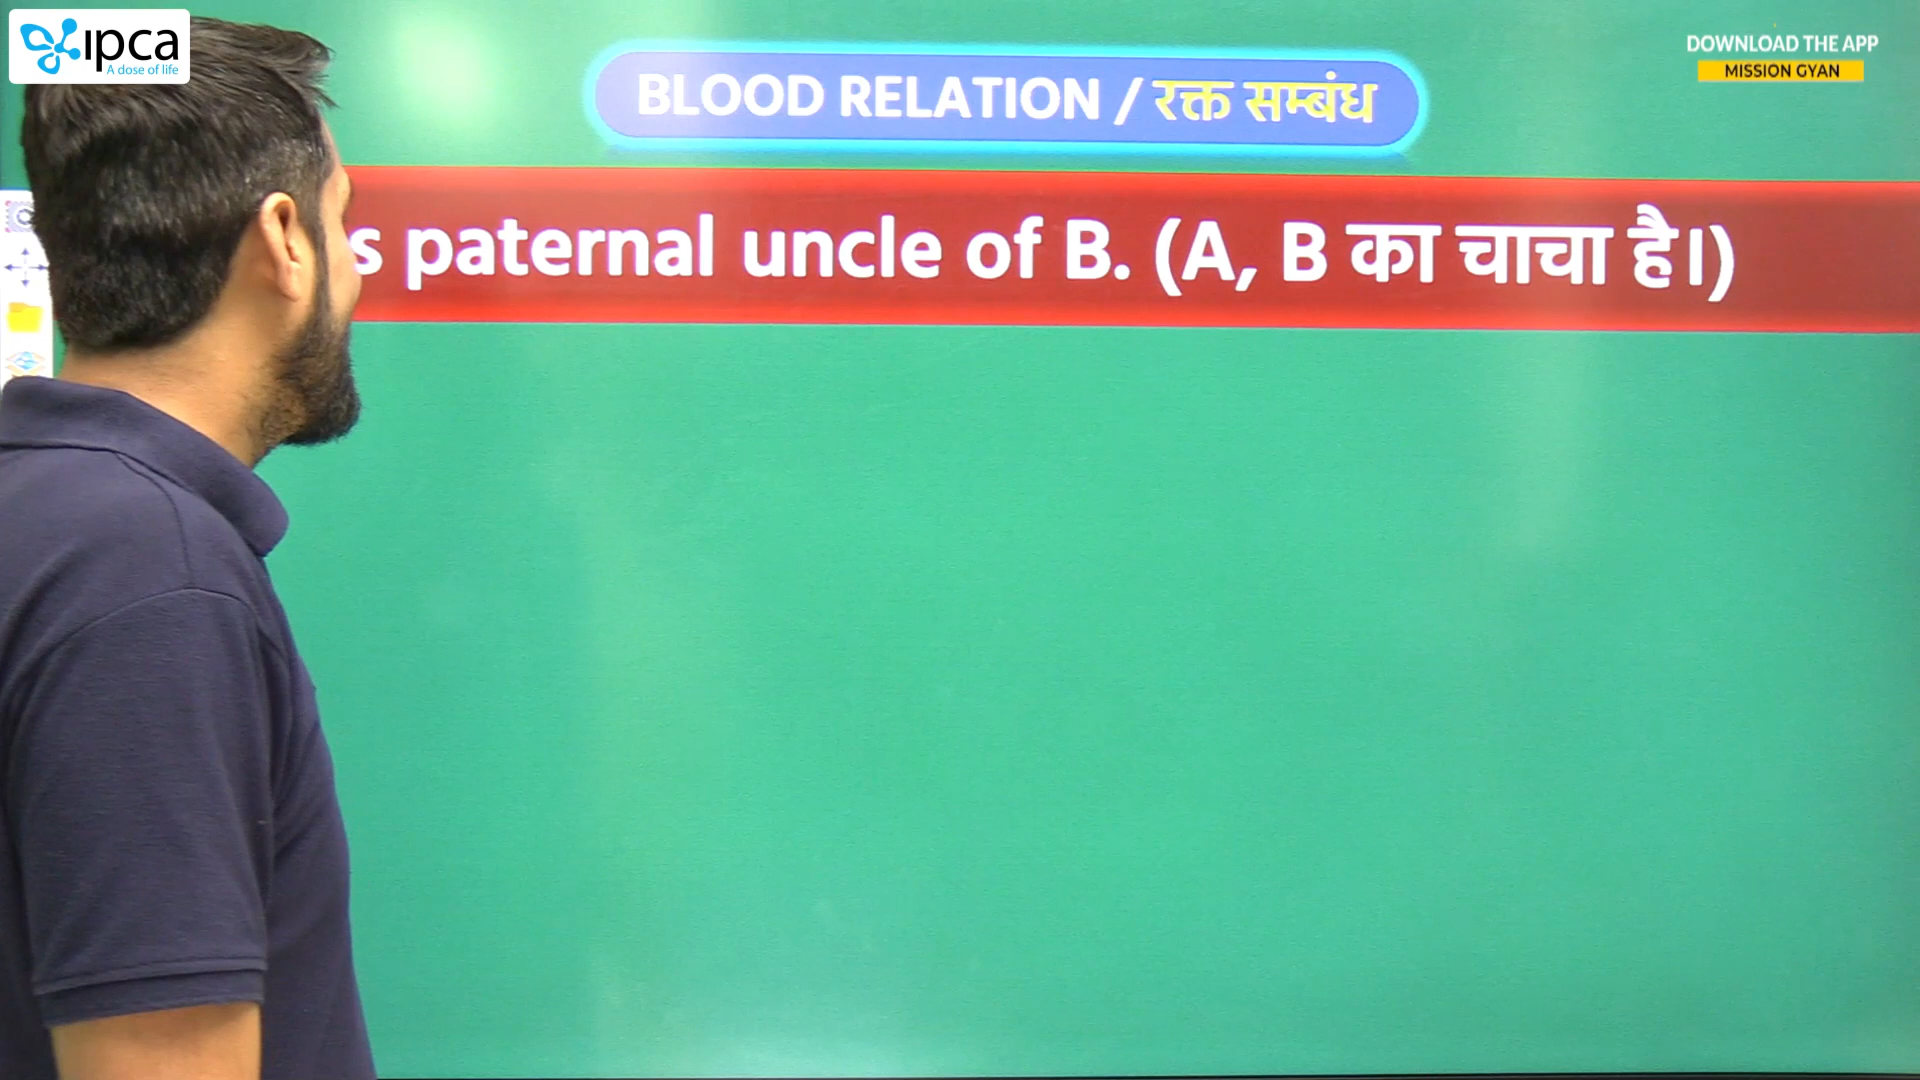 ipca
A dose of life
DOWNLOAD THE APP
MISSION GYAN
BLOOD RELATION / रक्त सम्बंध
paternal uncle of B. (A, B का चाचा है।)